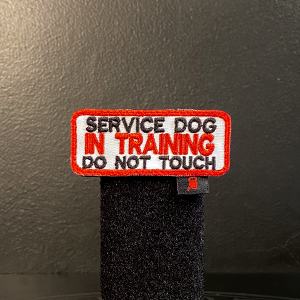 SERVICE DOG
IN TRAINING
DO NOT TOUCH